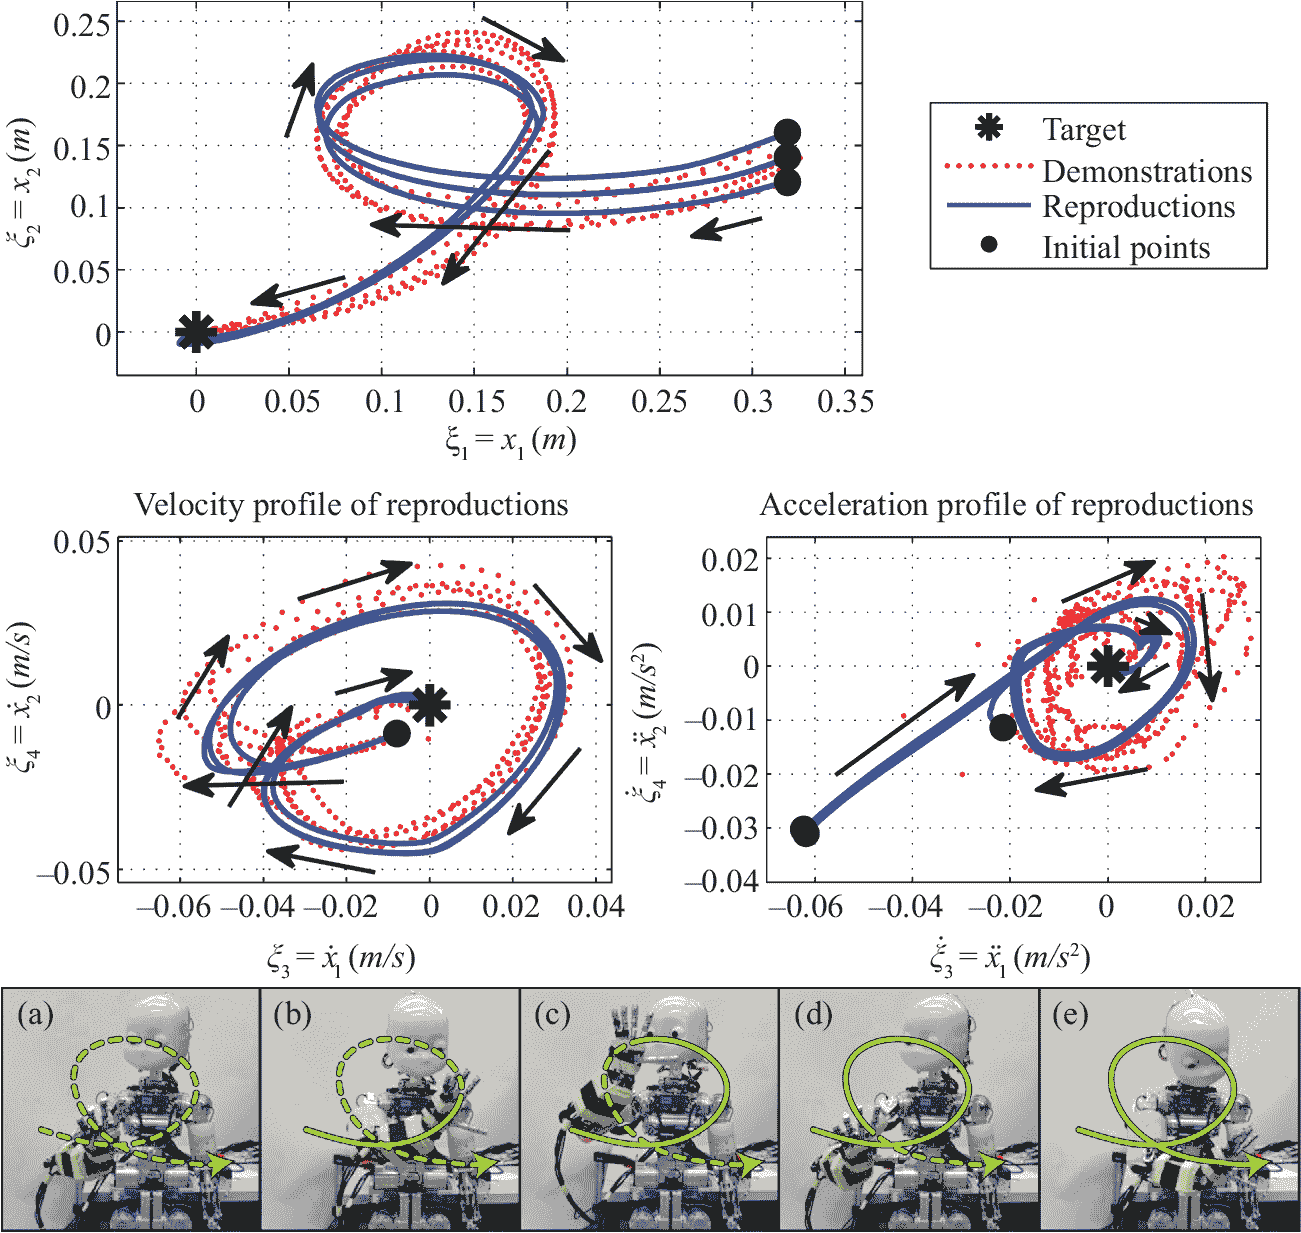 0.25
0.2
0.15
0.1
0.05
0
ξ2 = x2 (m)
0 0.05 0.1 0.15 0.2 0.25 0.3 0.35
ξ1 = x1 (m)
Target
Demonstrations
Reproductions
Initial points
Velocity profile of reproductions
0.05
0
–0.05
ξ4 = ẋ2 (m/s)
–0.06 –0.04 –0.02 0 0.02 0.04
ξ3 = ẋ1 (m/s)
Acceleration profile of reproductions
0.02
0.01
0
–0.01
–0.02
–0.03
–0.04
ξ̇4 = ẍ2 (m/s²)
–0.06 –0.04 –0.02 0 0.02
ξ̇3 = ẍ1 (m/s²)
(a) (b) (c) (d) (e)